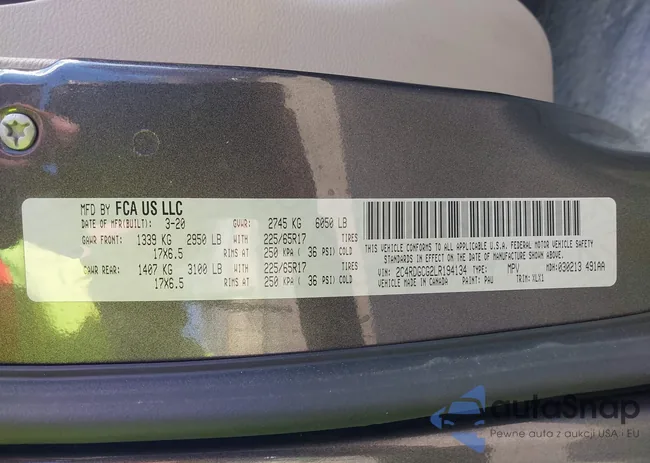 MFD BY FCA US LLC
DATE OF MFR(BUILT): 3-20 GVWR: 2745 KG 6050 LB
GAWR FRONT: 1339 KG 2950 LB WITH 225/65R17 TIRES
17X6.5 RIMS AT 250 KPA ( 36 PSI) COLD
GAWR REAR: 1407 KG 3100 LB WITH 225/65R17 TIRES
17X6.5 RIMS AT 250 KPA ( 36 PSI) COLD
THIS VEHICLE CONFORMS TO ALL APPLICABLE U.S.A. FEDERAL MOTOR VEHICLE SAFETY
STANDARDS IN EFFECT ON THE DATE OF MANUFACTURE SHOWN ABOVE.
VIN: 2C4RDGCG2LR194134 TYPE: MPV MDH: 030213 491AA
VEHICLE MADE IN CANADA PAINT: PAU TRIM: XLX1
autoSnap
Pewne auta z aukcji USA · EU